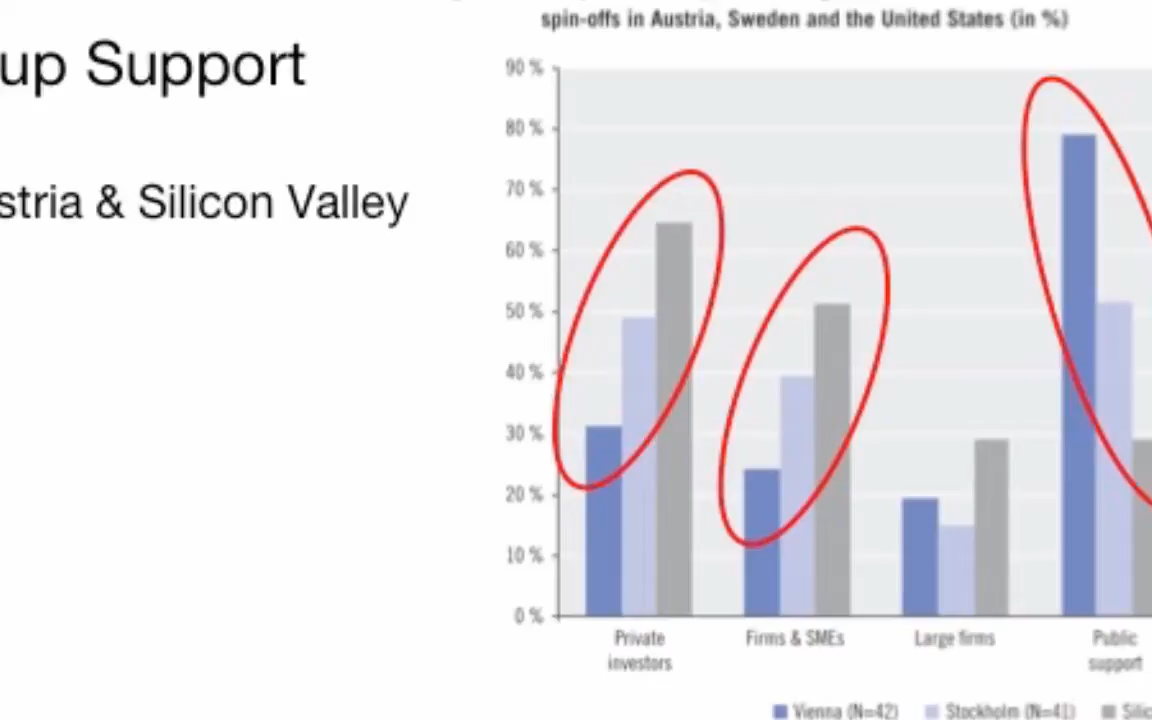 spin-offs in Austria, Sweden and the United States (in %)
up Support
stria & Silicon Valley
90 %
80 %
70 %
60 %
50 %
40 %
30 %
20 %
10 %
0 %
Private investors
Firms & SMEs
Large firms
Public support
Vienna (N=42)
Stockholm (N=41)
Silic